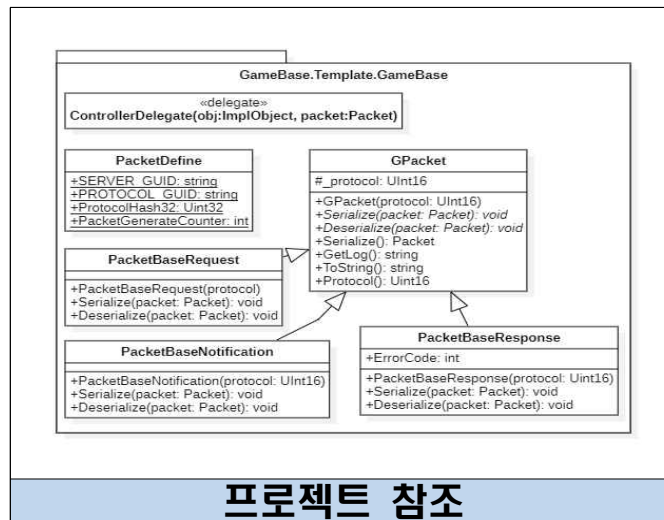 GameBase.Template.GameBase
«delegate»
ControllerDelegate(obj:ImplObject, packet:Packet)
PacketDefine
+SERVER_GUID: string
+PROTOCOL_GUID: string
+ProtocolHash32: Uint32
+PacketGenerateCounter: int
GPacket
#_protocol: UInt16
+GPacket(protocol: UInt16)
+Serialize(packet: Packet): void
+Deserialize(packet: Packet): void
+Serialize(): Packet
+GetLog(): string
+ToString(): string
+Protocol(): Uint16
PacketBaseRequest
+PacketBaseRequest(protocol)
+Serialize(packet: Packet): void
+Deserialize(packet: Packet): void
PacketBaseNotification
+PacketBaseNotification(protocol: UInt16)
+Serialize(packet: Packet): void
+Deserialize(packet: Packet): void
PacketBaseResponse
+ErrorCode: int
+PacketBaseResponse(protocol: Uint16)
+Serialize(packet: Packet): void
+Deserialize(packet: Packet): void
프로젝트 참조